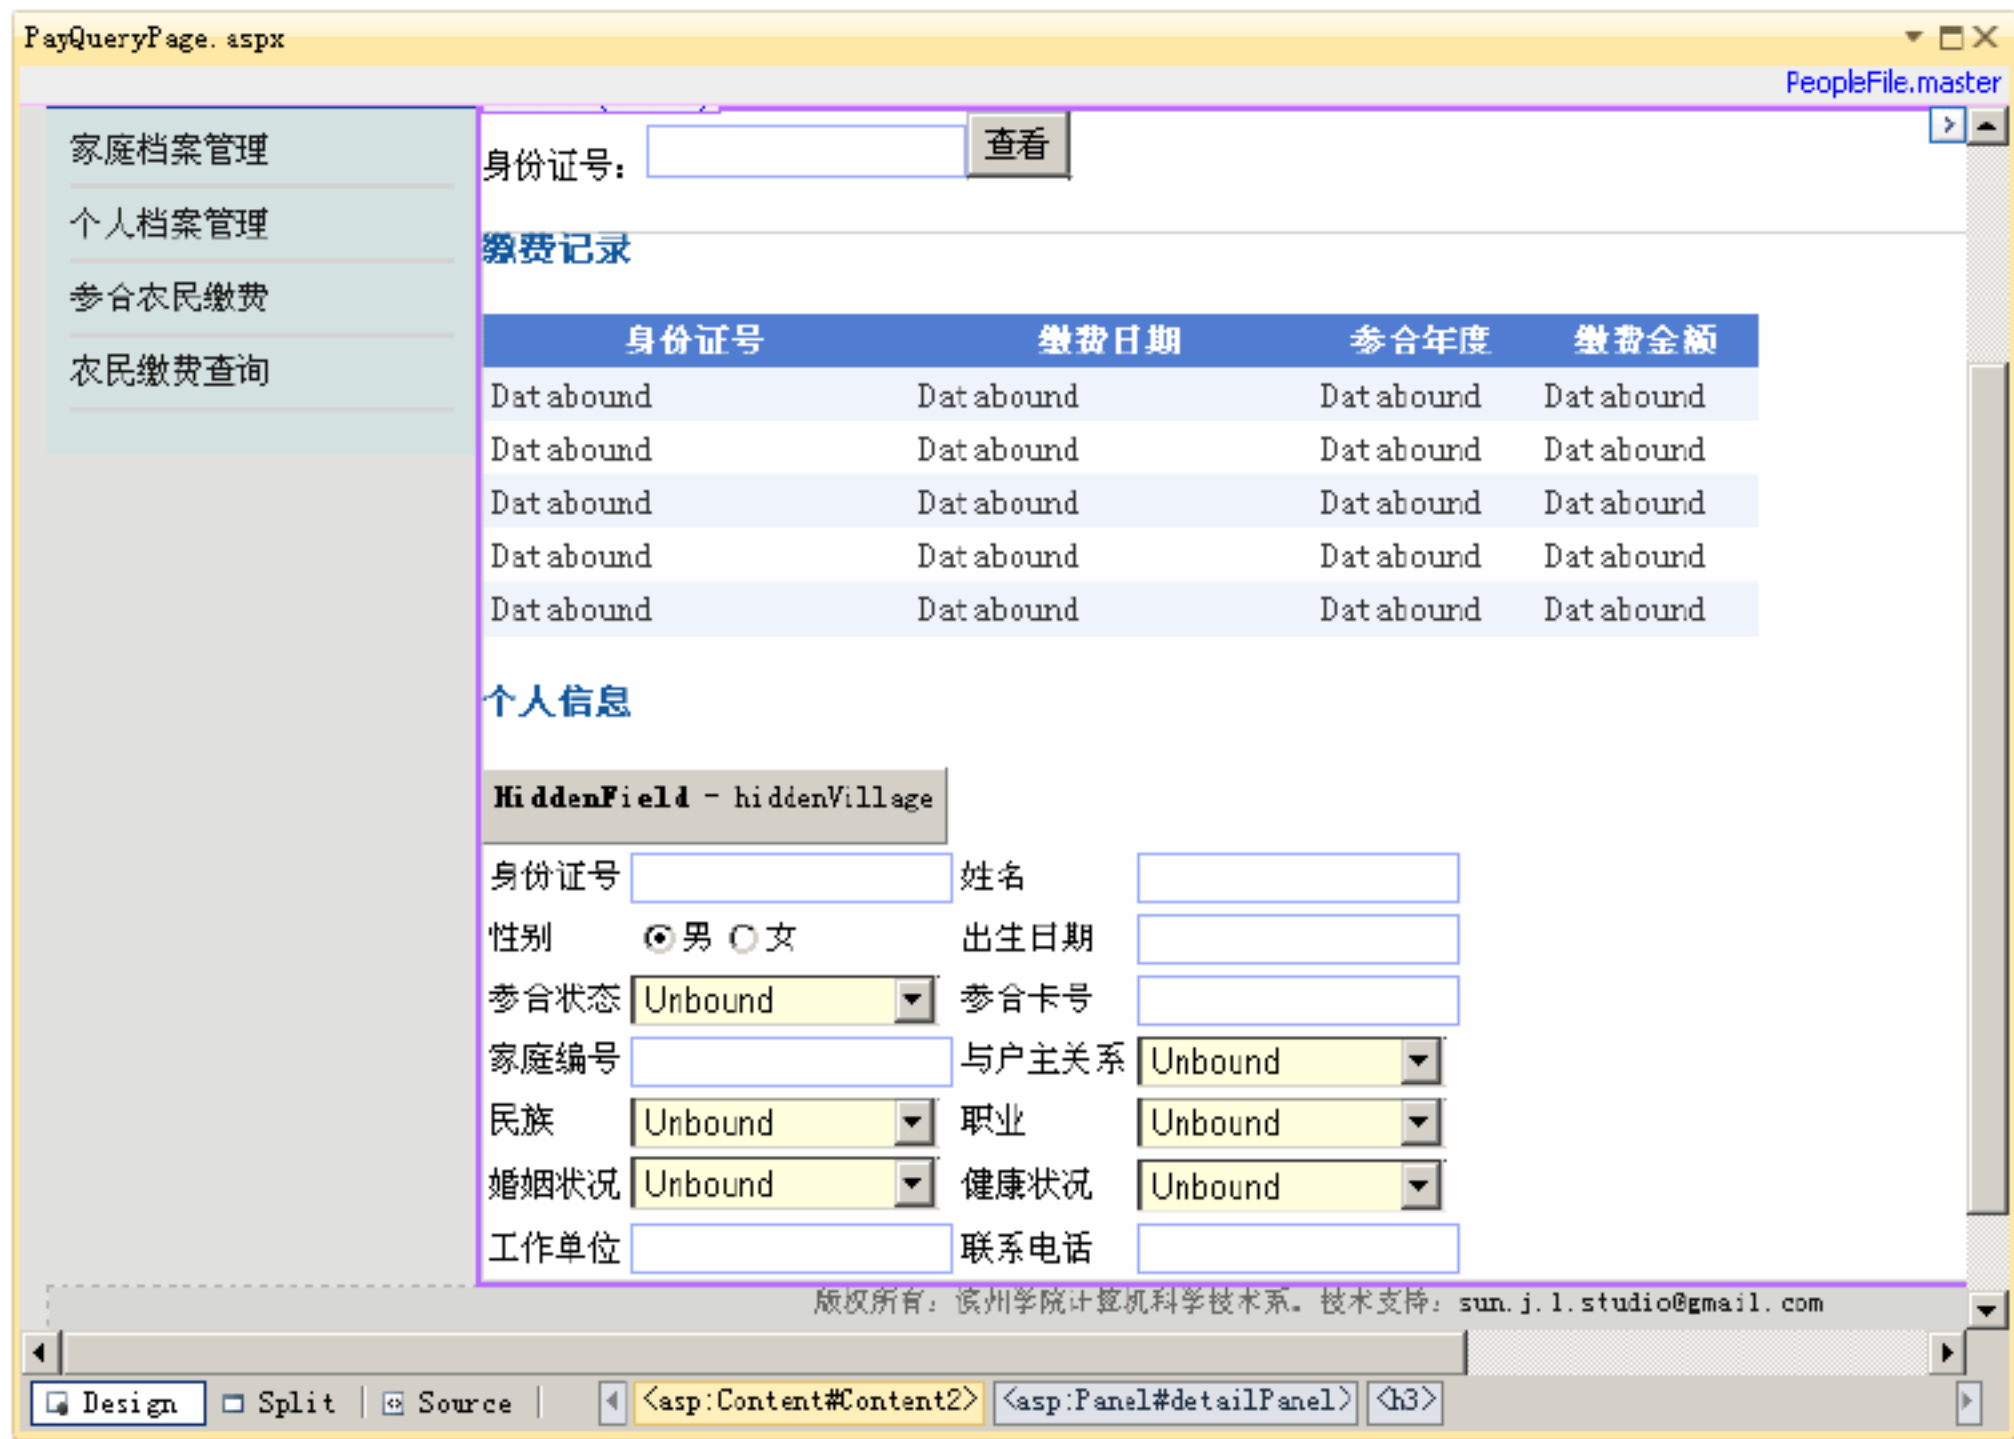 PayQueryPage.aspx
PeopleFile.master
家庭档案管理
个人档案管理
参合农民缴费
农民缴费查询
身份证号：
查看
缴费记录
身份证号 缴费日期 参合年度 缴费金额
Databound Databound Databound Databound
Databound Databound Databound Databound
Databound Databound Databound Databound
Databound Databound Databound Databound
Databound Databound Databound Databound
个人信息
HiddenField - hiddenVillage
身份证号 姓名
性别 男 女 出生日期
参合状态 Unbound 参合卡号
家庭编号 与户主关系 Unbound
民族 Unbound 职业 Unbound
婚姻状况 Unbound 健康状况 Unbound
工作单位 联系电话
版权所有：滨州学院计算机科学技术系。技术支持：sun.j.l.studio@gmail.com
Design Split Source <asp:Content#Content2> <asp:Panel#detailPanel> <h3>